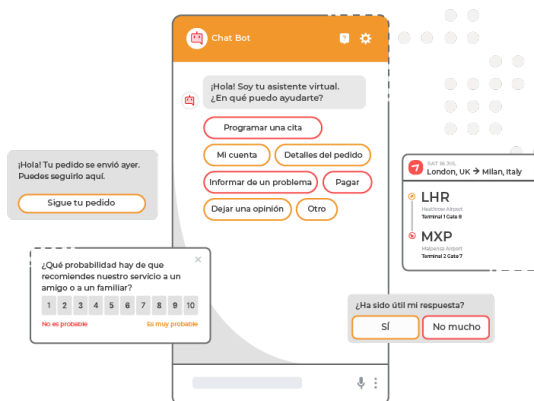 Chat Bot
¡Hola! Soy tu asistente virtual.
¿En qué puedo ayudarte?
Programar una cita
Mi cuenta
Detalles del pedido
Informar de un problema
Pagar
Dejar una opinión
Otro
¡Hola! Tu pedido se envió ayer.
Puedes seguirlo aquí.
Sigue tu pedido
¿Qué probabilidad hay de que
recomiendes nuestro servicio a un
amigo o a un familiar?
1 2 3 4 5 6 7 8 9 10
No es probable
Es muy probable
SAT 16 JUL
London, UK → Milan, Italy
LHR
Heathrow Airport
Terminal 1 Gate 8
MXP
Malpensa Airport
Terminal 2 Gate 7
¿Ha sido útil mi respuesta?
SÍ
No mucho